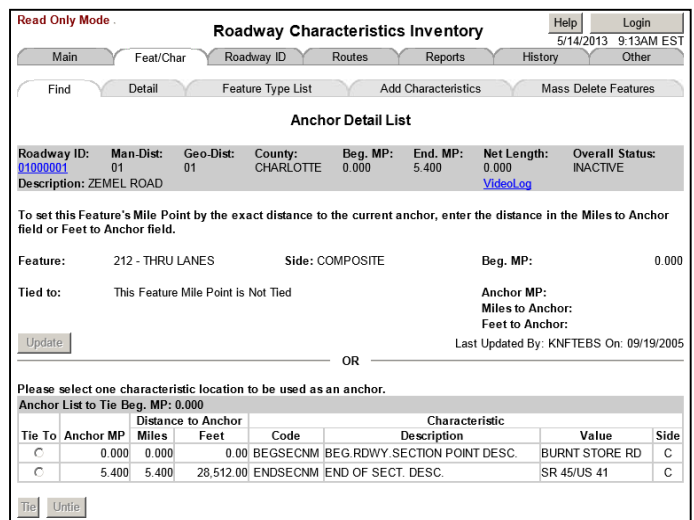 Read Only Mode .
Roadway Characteristics Inventory
Help Login
5/14/2013 9:13AM EST
Main Feat/Char Roadway ID Routes Reports History Other
Find Detail Feature Type List Add Characteristics Mass Delete Features
Anchor Detail List
Roadway ID: Man-Dist: Geo-Dist: County: Beg. MP: End. MP: Net Length: Overall Status:
01000001 01 01 CHARLOTTE 0.000 5.400 0.000 INACTIVE
Description: ZEMEL ROAD VideoLog
To set this Feature's Mile Point by the exact distance to the current anchor, enter the distance in the Miles to Anchor
field or Feet to Anchor field.
Feature: 212 - THRU LANES Side: COMPOSITE Beg. MP: 0.000
Tied to: This Feature Mile Point is Not Tied Anchor MP:
Miles to Anchor:
Feet to Anchor:
Update Last Updated By: KNFTEBS On: 09/19/2005
OR
Please select one characteristic location to be used as an anchor.
Anchor List to Tie Beg. MP: 0.000
Distance to Anchor Characteristic
Tie To Anchor MP Miles Feet Code Description Value Side
0.000 0.000 0.00 BEGSECNM BEG.RDWY.SECTION POINT DESC. BURNT STORE RD C
5.400 5.400 28,512.00 ENDSECNM END OF SECT. DESC. SR 45/US 41 C
Tie Untie